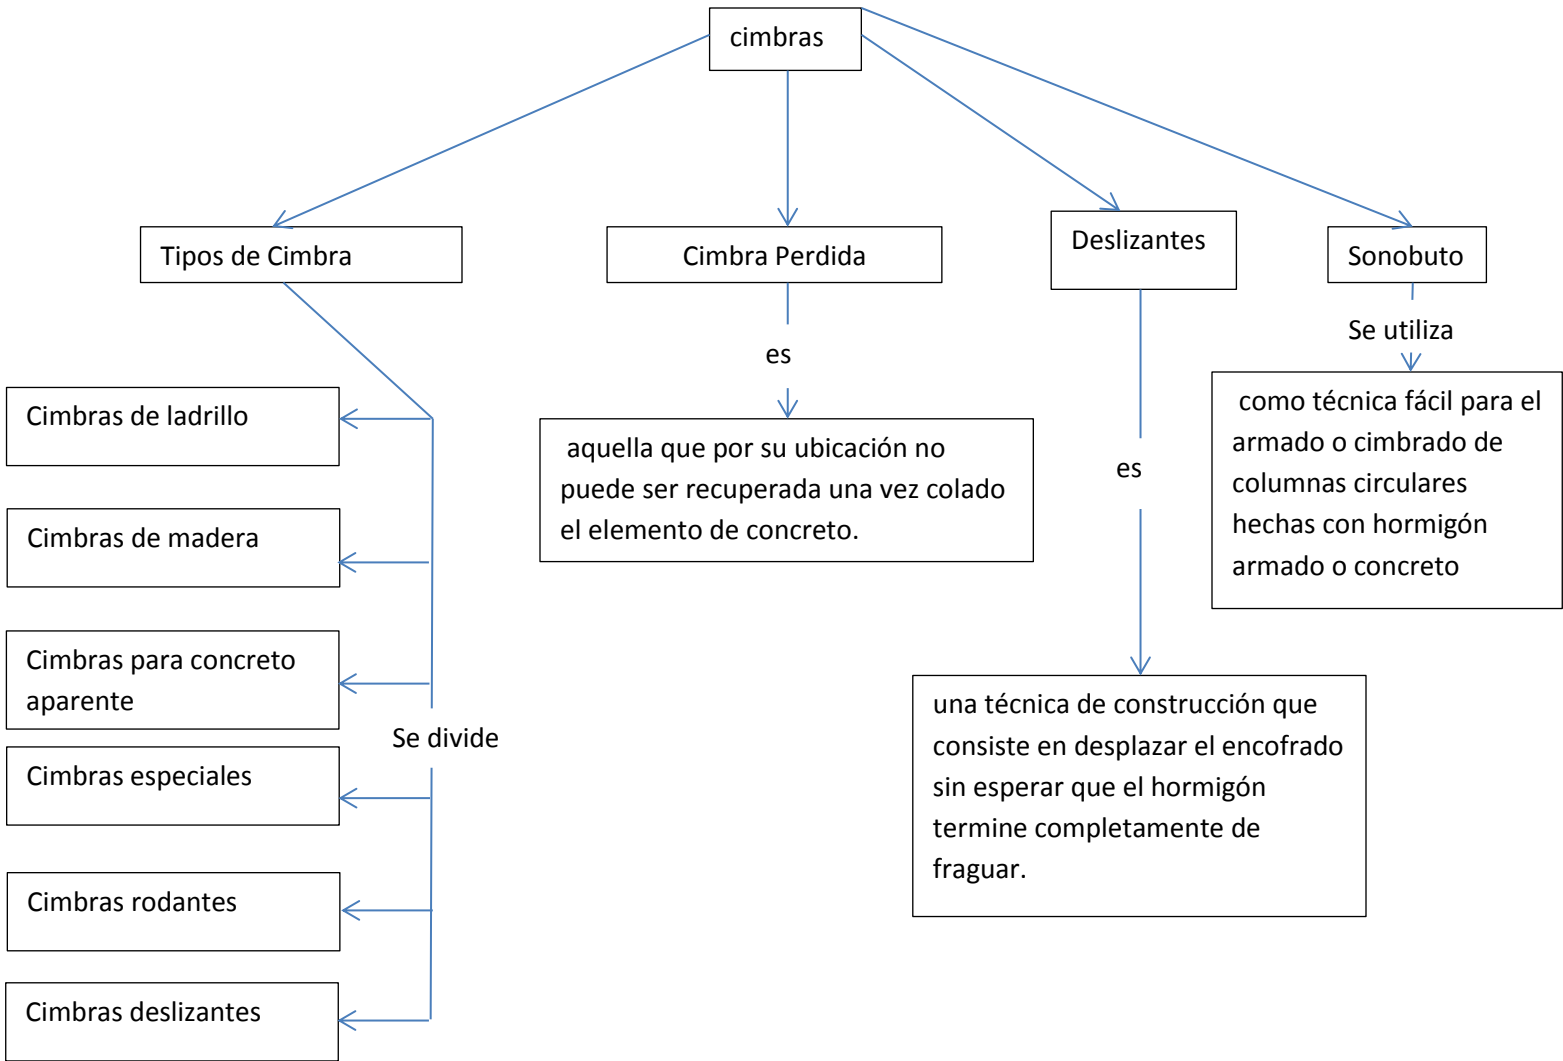 cimbras
Tipos de Cimbra
Cimbra Perdida
Deslizantes
Sonobuto
es
Se utiliza
es
Se divide
Cimbras de ladrillo
Cimbras de madera
Cimbras para concreto
aparente
Cimbras especiales
Cimbras rodantes
Cimbras deslizantes
aquella que por su ubicación no
puede ser recuperada una vez colado
el elemento de concreto.
una técnica de construcción que
consiste en desplazar el encofrado
sin esperar que el hormigón
termine completamente de
fraguar.
como técnica fácil para el
armado o cimbrado de
columnas circulares
hechas con hormigón
armado o concreto